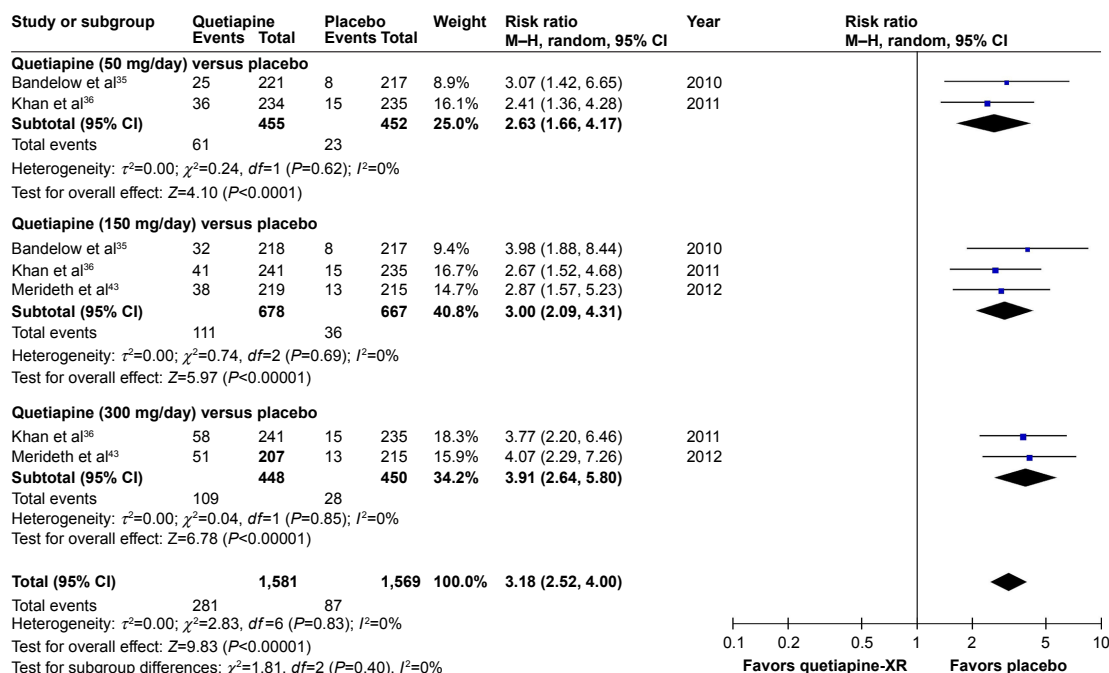 Study or subgroup Quetiapine Placebo Weight Risk ratio Year Risk ratio
Events Total Events Total M–H, random, 95% CI M–H, random, 95% CI
Quetiapine (50 mg/day) versus placebo
Bandelow et al³⁵ 25 221 8 217 8.9% 3.07 (1.42, 6.65) 2010
Khan et al³⁶ 36 234 15 235 16.1% 2.41 (1.36, 4.28) 2011
Subtotal (95% CI) 455 452 25.0% 2.63 (1.66, 4.17)
Total events 61 23
Heterogeneity: τ²=0.00; χ²=0.24, df=1 (P=0.62); I²=0%
Test for overall effect: Z=4.10 (P<0.0001)
Quetiapine (150 mg/day) versus placebo
Bandelow et al³⁵ 32 218 8 217 9.4% 3.98 (1.88, 8.44) 2010
Khan et al³⁶ 41 241 15 235 16.7% 2.67 (1.52, 4.68) 2011
Merideth et al⁴³ 38 219 13 215 14.7% 2.87 (1.57, 5.23) 2012
Subtotal (95% CI) 678 667 40.8% 3.00 (2.09, 4.31)
Total events 111 36
Heterogeneity: τ²=0.00; χ²=0.74, df=2 (P=0.69); I²=0%
Test for overall effect: Z=5.97 (P<0.00001)
Quetiapine (300 mg/day) versus placebo
Khan et al³⁶ 58 241 15 235 18.3% 3.77 (2.20, 6.46) 2011
Merideth et al⁴³ 51 207 13 215 15.9% 4.07 (2.29, 7.26) 2012
Subtotal (95% CI) 448 450 34.2% 3.91 (2.64, 5.80)
Total events 109 28
Heterogeneity: τ²=0.00; χ²=0.04, df=1 (P=0.85); I²=0%
Test for overall effect: Z=6.78 (P<0.00001)
Total (95% CI) 1,581 1,569 100.0% 3.18 (2.52, 4.00)
Total events 281 87
Heterogeneity: τ²=0.00; χ²=2.83, df=6 (P=0.83); I²=0%
Test for overall effect: Z=9.83 (P<0.00001)
Test for subgroup differences: χ²=1.81, df=2 (P=0.40), I²=0%
0.1 0.2 0.5 1 2 5 10
Favors quetiapine-XR Favors placebo